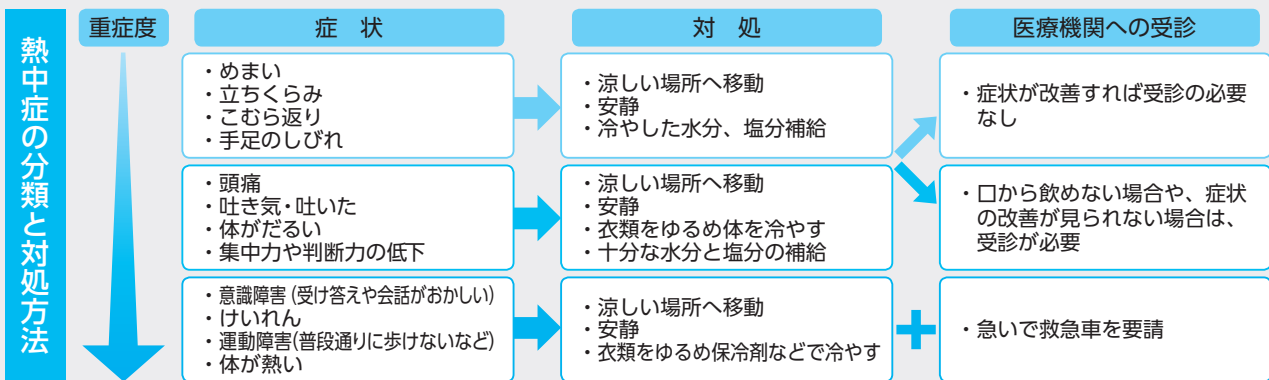 熱中症の分類と対処方法
重症度
症　状
対　処
医療機関への受診
・めまい
・立ちくらみ
・こむら返り
・手足のしびれ
・涼しい場所へ移動
・安静
・冷やした水分、塩分補給
・症状が改善すれば受診の必要
なし
・頭痛
・吐き気・吐いた
・体がだるい
・集中力や判断力の低下
・涼しい場所へ移動
・安静
・衣類をゆるめ体を冷やす
・十分な水分と塩分の補給
・口から飲めない場合や、症状
の改善が見られない場合は、
受診が必要
・意識障害（受け答えや会話がおかしい）
・けいれん
・運動障害（普段通りに歩けないなど）
・体が熱い
・涼しい場所へ移動
・安静
・衣類をゆるめ保冷剤などで冷やす
・急いで救急車を要請